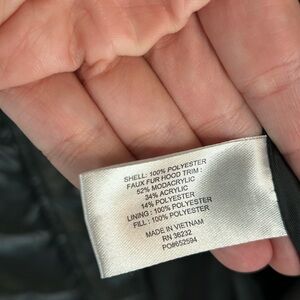 SHELL: 100% POLYESTER
FAUX FUR HOOD TRIM :
52% MODACRYLIC
34% ACRYLIC
14% POLYESTER
LINING : 100% POLYESTER
FILL : 100% POLYESTER
MADE IN VIETNAM
RN 36232
PO#652594